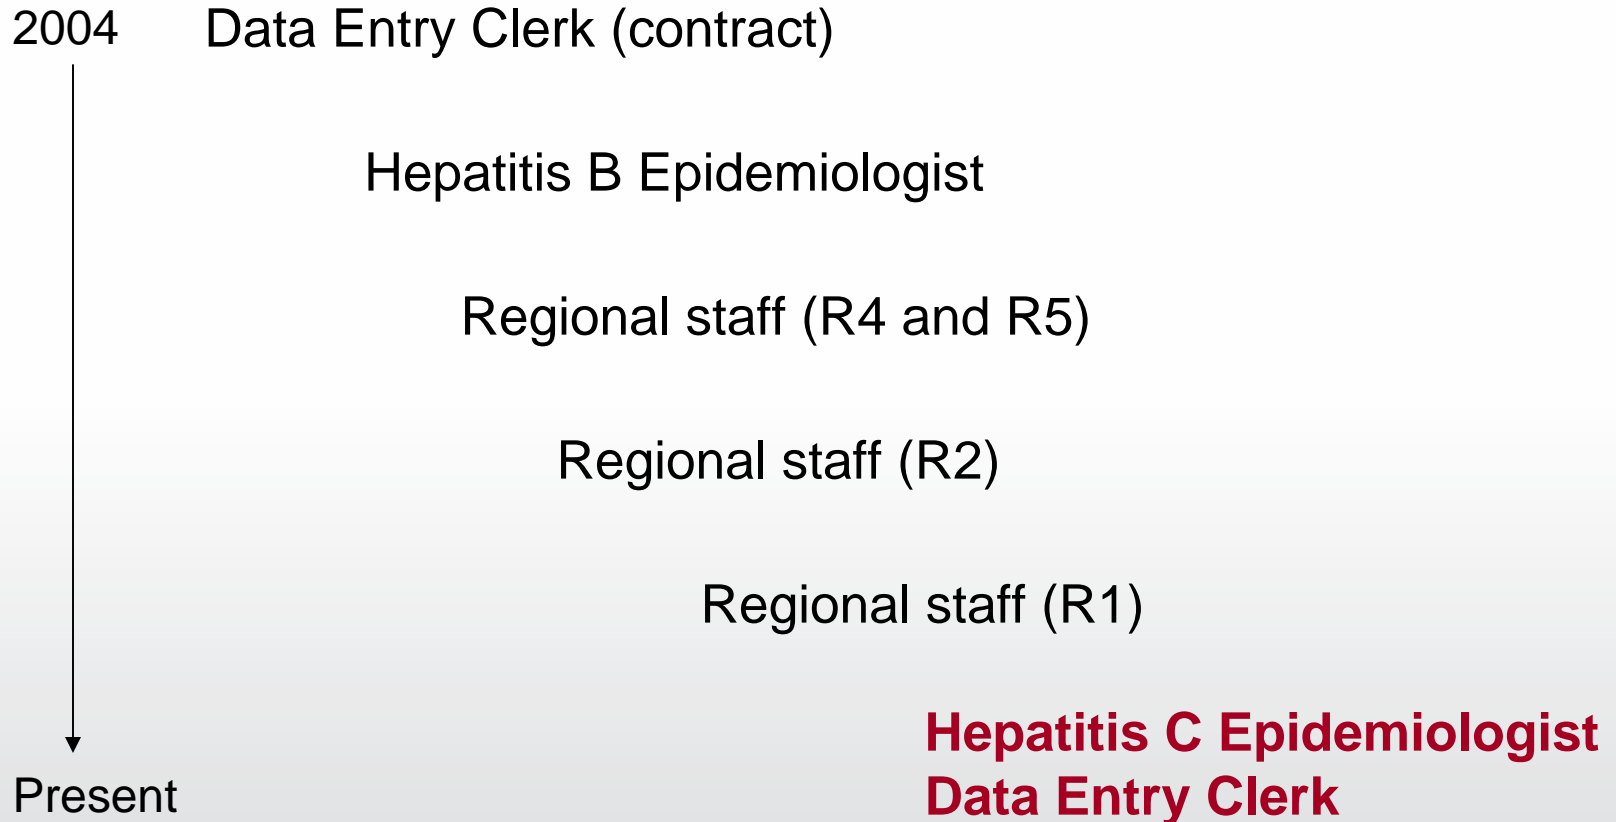 2004 Data Entry Clerk (contract)
Hepatitis B Epidemiologist
Regional staff (R4 and R5)
Regional staff (R2)
Regional staff (R1)
Hepatitis C Epidemiologist
Present Data Entry Clerk